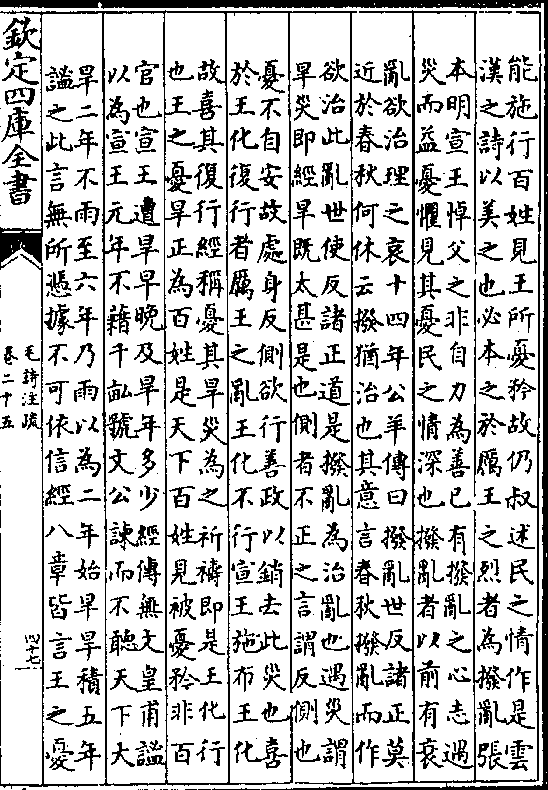 能施行百姓見王所憂矜故仍叔述民之情作是雲
漢之詩以美之也必本之於厲王之烈者為撥亂張
本明宣王悼父之非自力為善已有撥亂之心志遇
災而益憂懼見其憂民之情深也撥亂者以前有衰
亂欲治理之哀十四年公羊傳曰撥亂世反諸正莫
近於春秋何休云撥猶治也其意言春秋撥亂而作
欲治此亂世使反諸正道是撥亂為治亂也遇災謂
旱災即經旱既太甚是也側者不正之言謂反側也
憂不自安故處身反側欲行善政以銷去此災也喜
於王化復行者厲王之亂王化不行宣王施布王化
故喜其復行經稱憂其旱災為之祈禱即是王化行
也王之憂旱正為百姓是天下百姓見被憂矜非百
官也宣王遭旱早晚及旱年多少經傳無文皇甫謐
以為宣王元年不藉千畝號文公諫而不聽天下大
旱二年不雨至六年乃雨以為二年始旱旱積五年
謐之此言無所憑據不可依信經八章皆言王之憂
欽定四庫全書
毛詩注疏
卷二十五
四十七